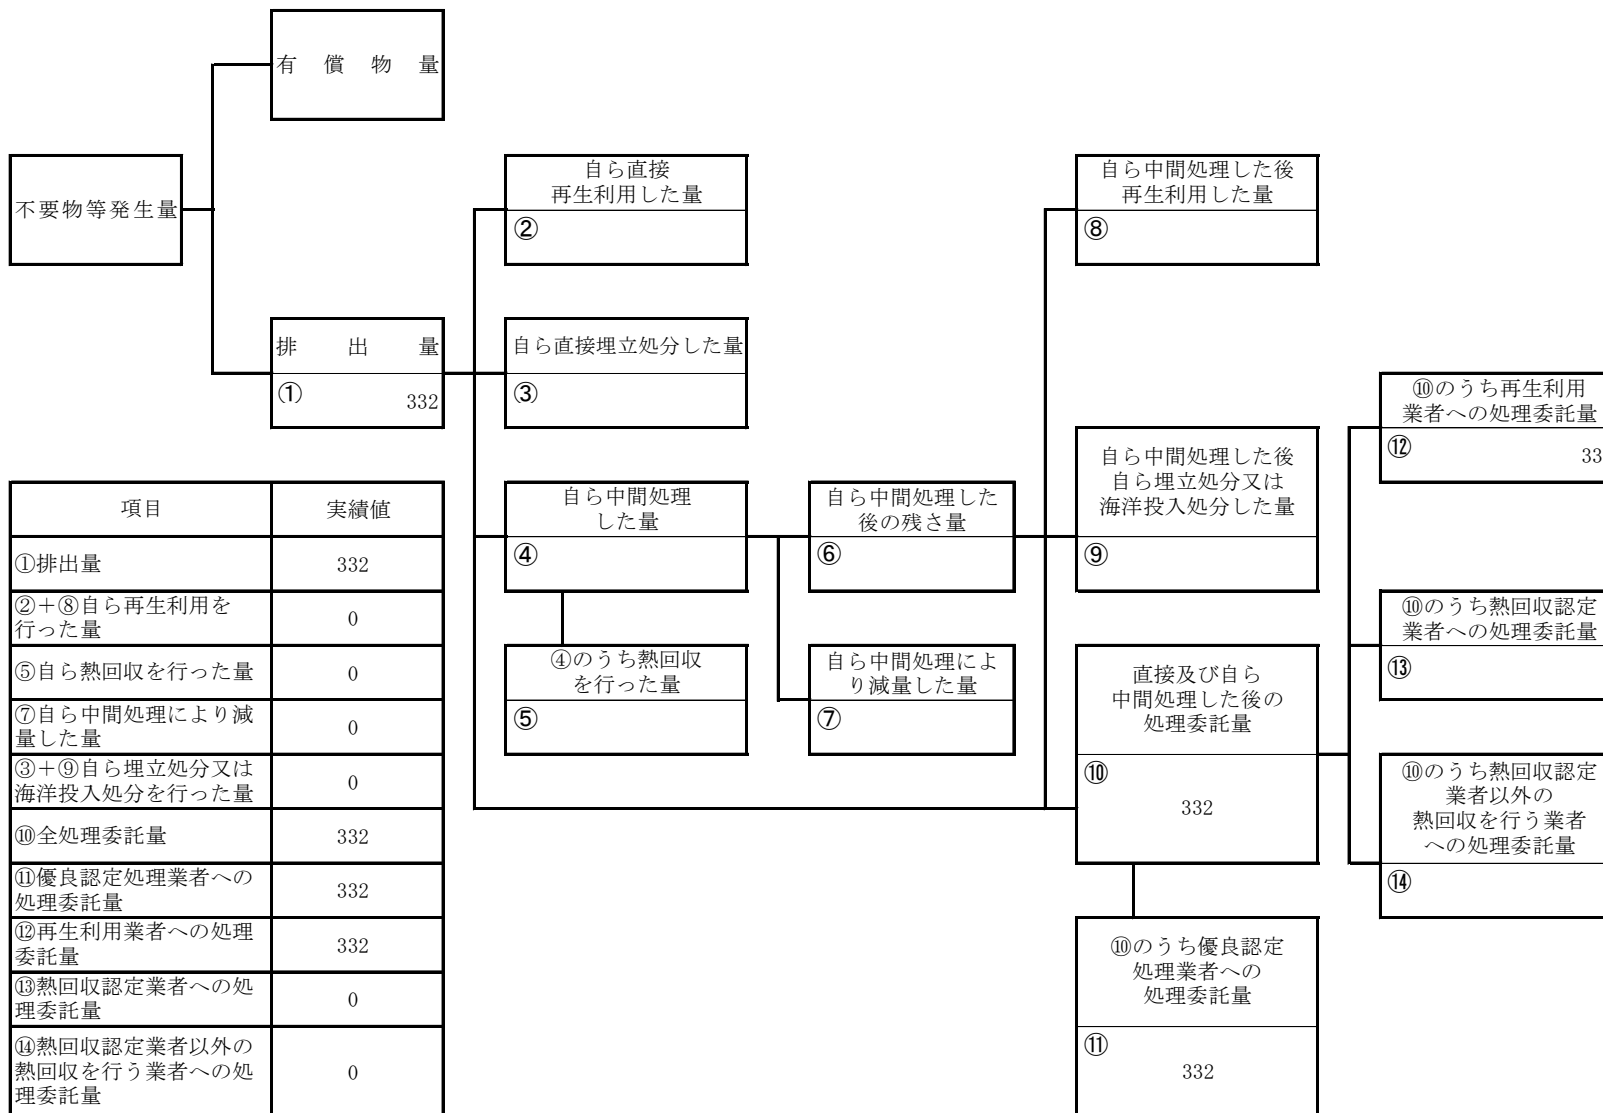 有償物量
不要物等発生量
排出量
① 332
自ら直接
再生利用した量
②
自ら直接埋立処分した量
③
自ら中間処理
した量
④
④のうち熱回収
を行った量
⑤
自ら中間処理した
後の残さ量
⑥
自ら中間処理によ
り減量した量
⑦
自ら中間処理した後
再生利用した量
⑧
自ら中間処理した後
自ら埋立処分又は
海洋投入処分した量
⑨
直接及び自ら
中間処理した後の
処理委託量
⑩
332
⑩のうち優良認定
処理業者への
処理委託量
⑪
332
⑩のうち再生利用
業者への処理委託量
⑫ 33
⑩のうち熱回収認定
業者への処理委託量
⑬
⑩のうち熱回収認定
業者以外の
熱回収を行う業者
への処理委託量
⑭
項目 実績値
①排出量 332
②+⑧自ら再生利用を
行った量 0
⑤自ら熱回収を行った量 0
⑦自ら中間処理により減
量した量 0
③+⑨自ら埋立処分又は
海洋投入処分を行った量 0
⑩全処理委託量 332
⑪優良認定処理業者への
処理委託量 332
⑫再生利用業者への処理
委託量 332
⑬熱回収認定業者への処
理委託量 0
⑭熱回収認定業者以外の
熱回収を行う業者への処
理委託量 0